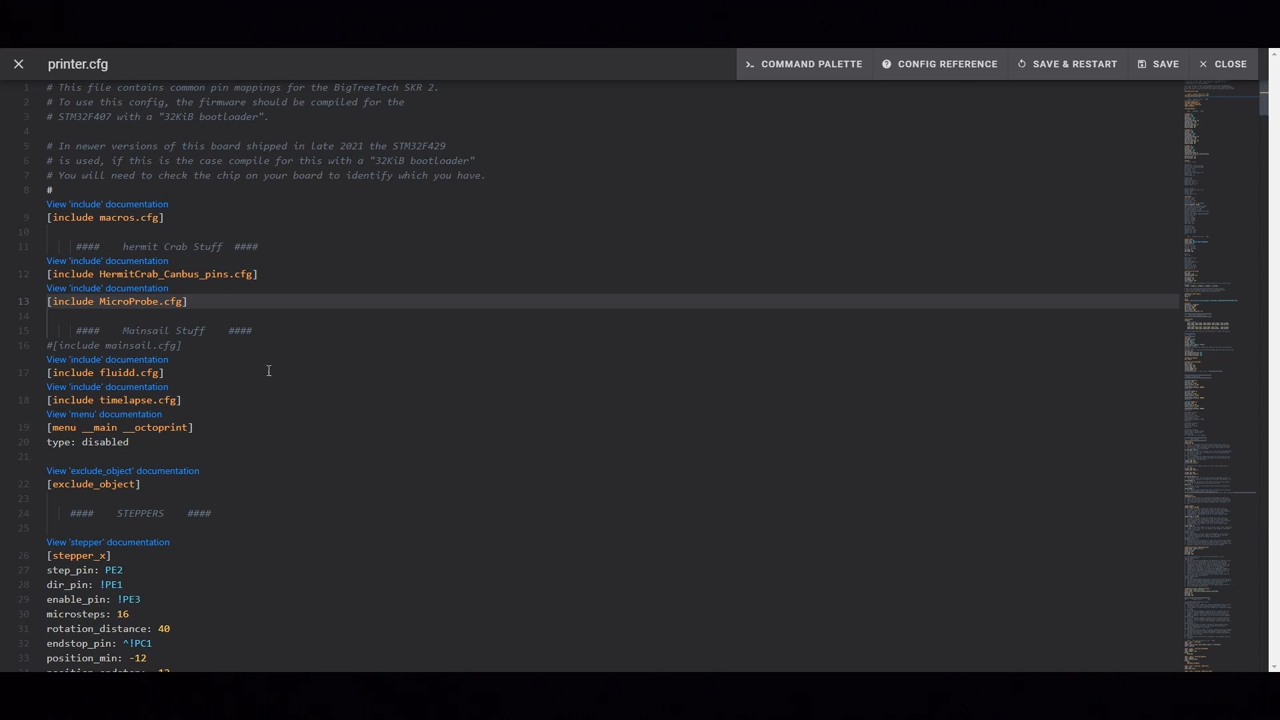 printer.cfg
COMMAND PALETTE
CONFIG REFERENCE
SAVE & RESTART
SAVE
CLOSE
1 # This file contains common pin mappings for the BigTreeTech SKR 2.
2 # To use this config, the firmware should be compiled for the
3 # STM32F407 with a "32KiB bootloader".
4
5 # In newer versions of this board shipped in late 2021 the STM32F429
6 # is used, if this is the case compile for this with a "32KiB bootloader"
7 # You will need to check the chip on your board to identify which you have.
8 #
View 'include' documentation
9 [include macros.cfg]
10
11 #### hermit Crab Stuff ####
View 'include' documentation
12 [include HermitCrab_Canbus_pins.cfg]
View 'include' documentation
13 [include MicroProbe.cfg]
14
15 #### Mainsail Stuff ####
16 #[include mainsail.cfg]
View 'include' documentation
17 [include fluidd.cfg]
View 'include' documentation
18 [include timelapse.cfg]
View 'menu' documentation
19 [menu __main __octoprint]
20 type: disabled
21
View 'exclude_object' documentation
22 [exclude_object]
23
24 #### STEPPERS ####
25
View 'stepper' documentation
26 [stepper_x]
27 step_pin: PE2
28 dir_pin: !PE1
29 enable_pin: !PE3
30 microsteps: 16
31 rotation_distance: 40
32 endstop_pin: ^!PC1
33 position_min: -12